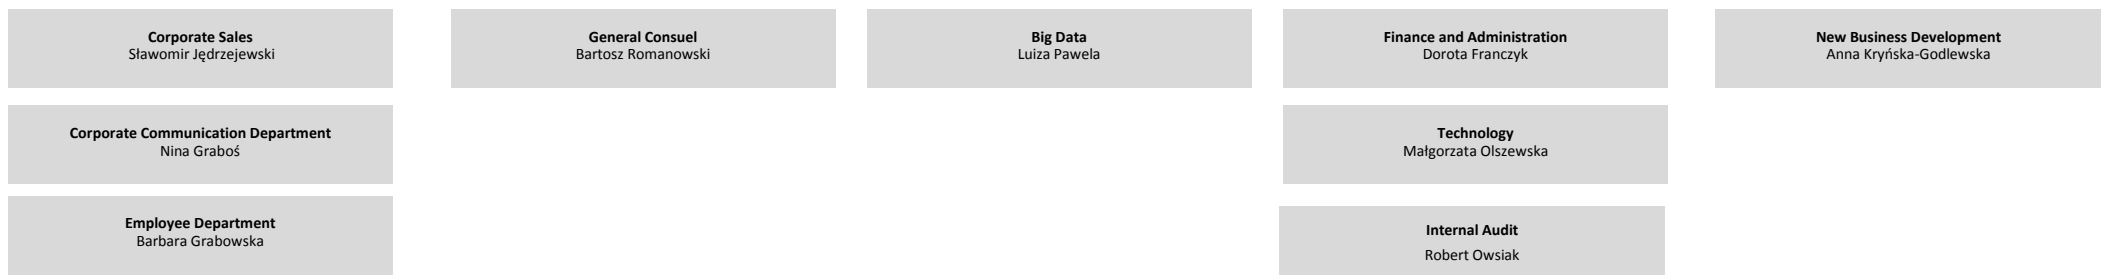 Corporate Sales
Sławomir Jędrzejewski
General Consuel
Bartosz Romanowski
Big Data
Luiza Pawela
Finance and Administration
Dorota Franczyk
New Business Development
Anna Kryńska-Godlewska
Corporate Communication Department
Nina Graboś
Technology
Małgorzata Olszewska
Employee Department
Barbara Grabowska
Internal Audit
Robert Owsiak